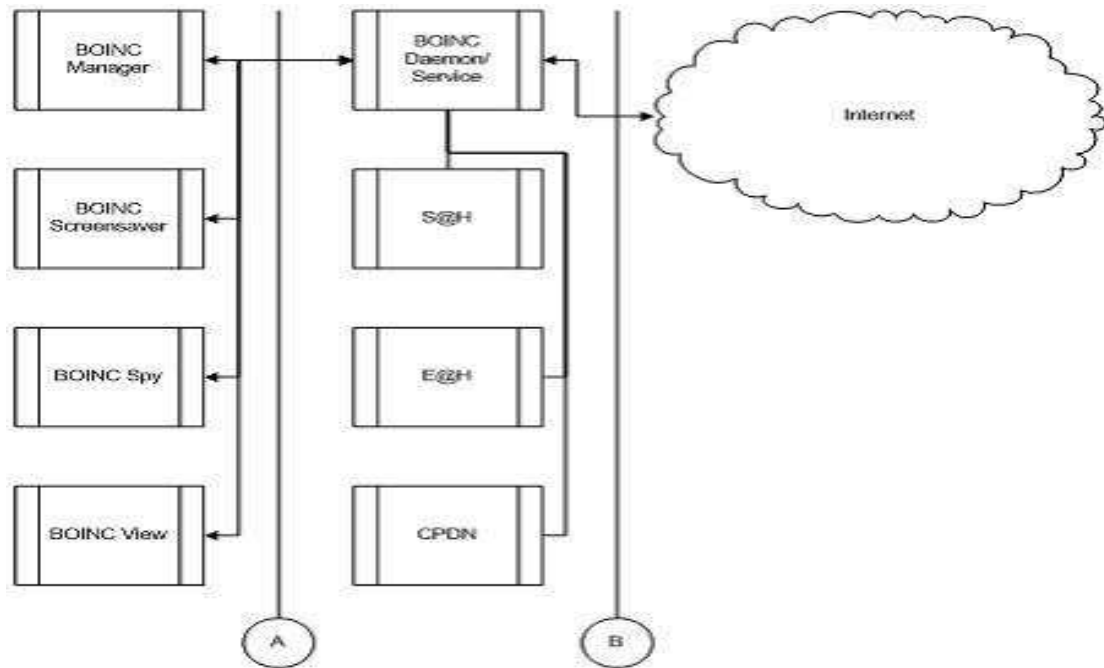 BOINC
Manager
BOINC
Daemon/
Service
Internet
BOINC
Screensaver
S@H
BOINC Spy
E@H
BOINC View
CPDN
A
B